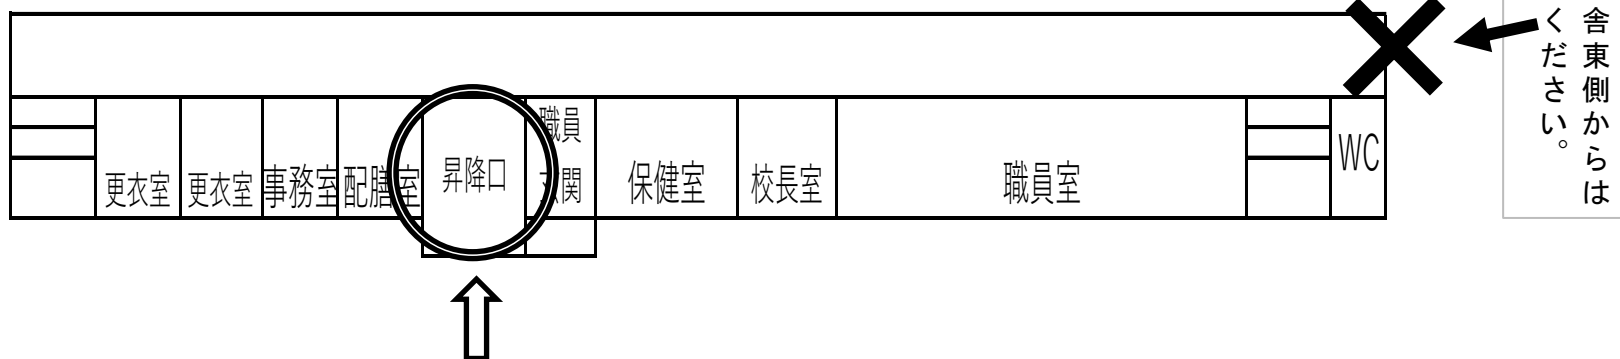 更衣室
更衣室
事務室
配膳室
昇降口
職員
関
保健室
校長室
職員室
WC
舎東側からは
ください。